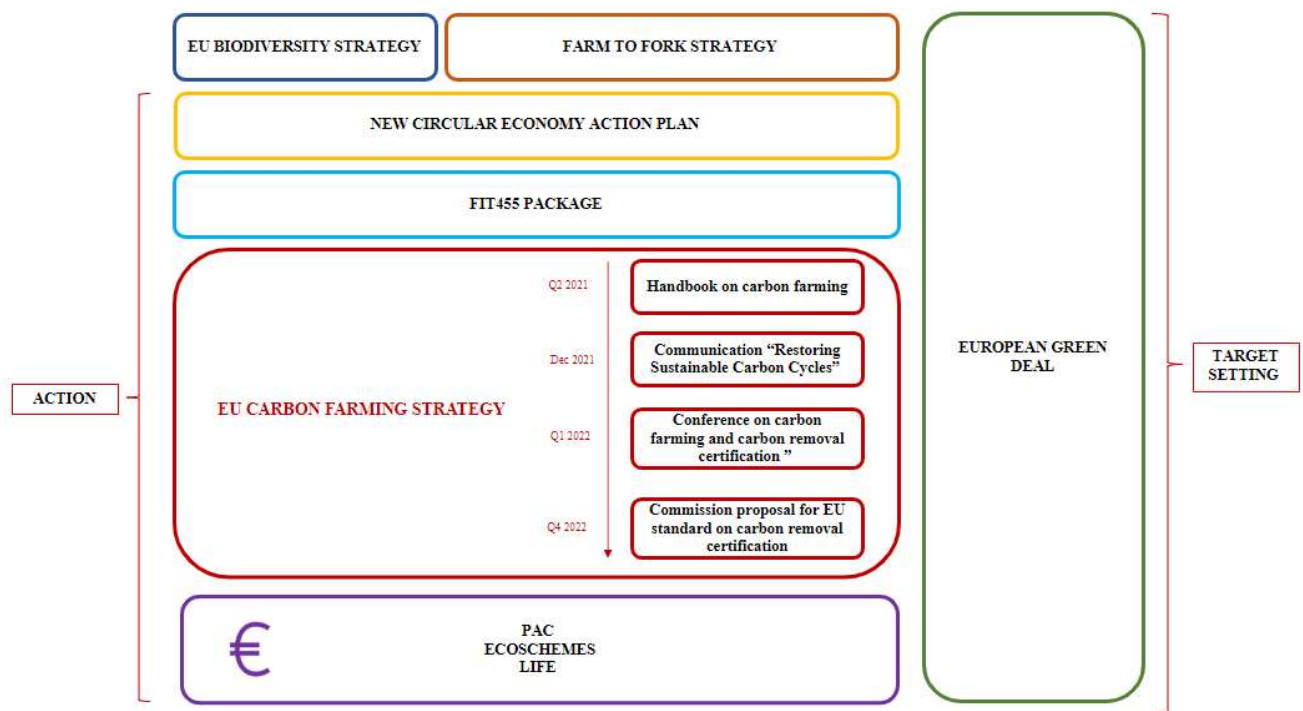 EU BIODIVERSITY STRATEGY
FARM TO FORK STRATEGY
NEW CIRCULAR ECONOMY ACTION PLAN
FIT455 PACKAGE
ACTION
EU CARBON FARMING STRATEGY
Q2 2021
Handbook on carbon farming
Dec 2021
Communication “Restoring
Sustainable Carbon Cycles”
Q1 2022
Conference on carbon
farming and carbon removal
certification ”
Q4 2022
Commission proposal for EU
standard on carbon removal
certification
€
PAC
ECOSCHEMES
LIFE
EUROPEAN GREEN
DEAL
TARGET
SETTING